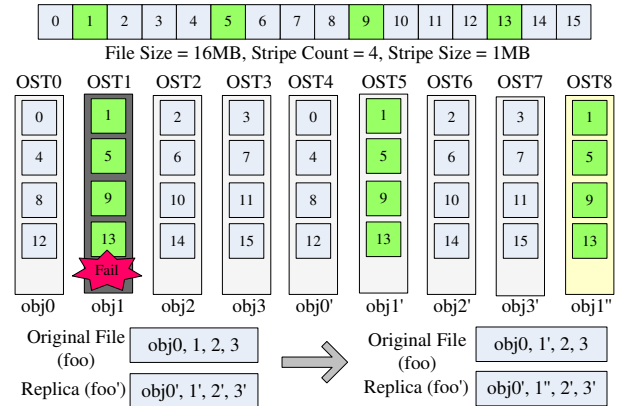 0 1 2 3 4 5 6 7 8 9 10 11 12 13 14 15
File Size = 16MB, Stripe Count = 4, Stripe Size = 1MB
OST0 OST1 OST2 OST3 OST4 OST5 OST6 OST7 OST8
0 1 2 3 0 1 2 3 1
4 5 6 7 4 5 6 7 5
8 9 10 11 8 9 10 11 9
12 13 14 15 12 13 14 15 13
Fail
obj0 obj1 obj2 obj3 obj0' obj1' obj2' obj3' obj1"
Original File
(foo)
obj0, 1, 2, 3
Replica (foo')
obj0', 1', 2', 3'
Original File
(foo)
obj0, 1', 2, 3
Replica (foo')
obj0', 1", 2', 3'